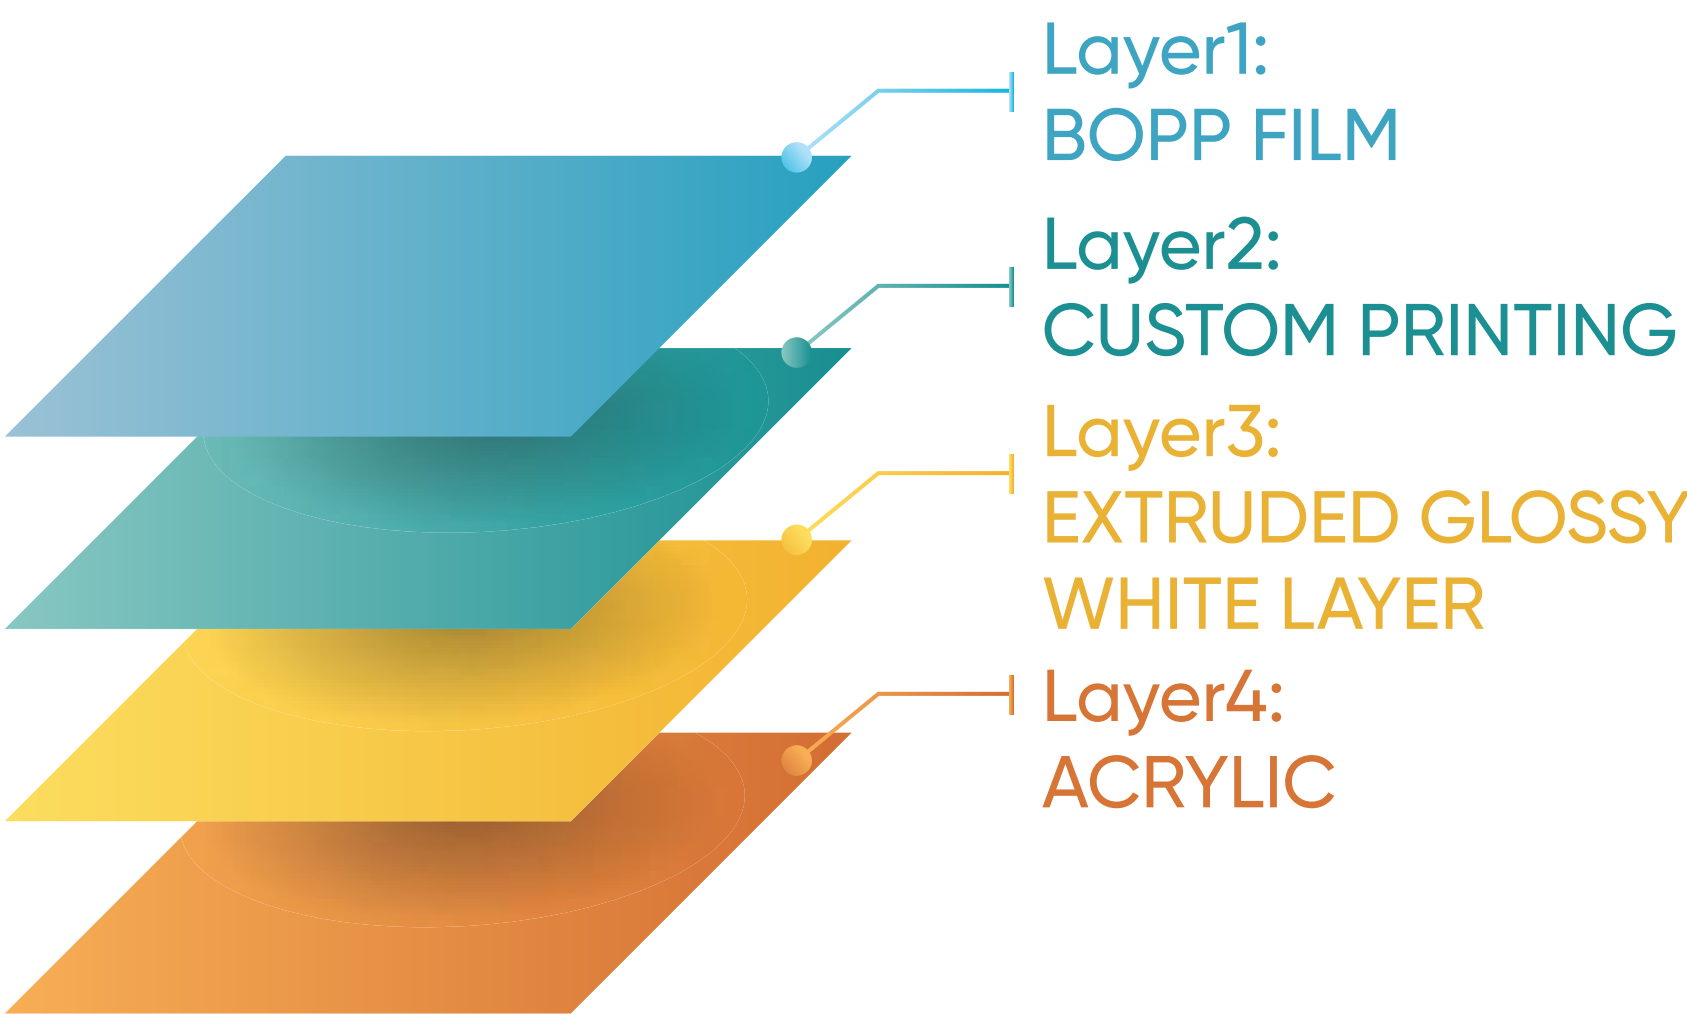 Layer1:
BOPP FILM
Layer2:
CUSTOM PRINTING
Layer3:
EXTRUDED GLOSSY
WHITE LAYER
Layer4:
ACRYLIC